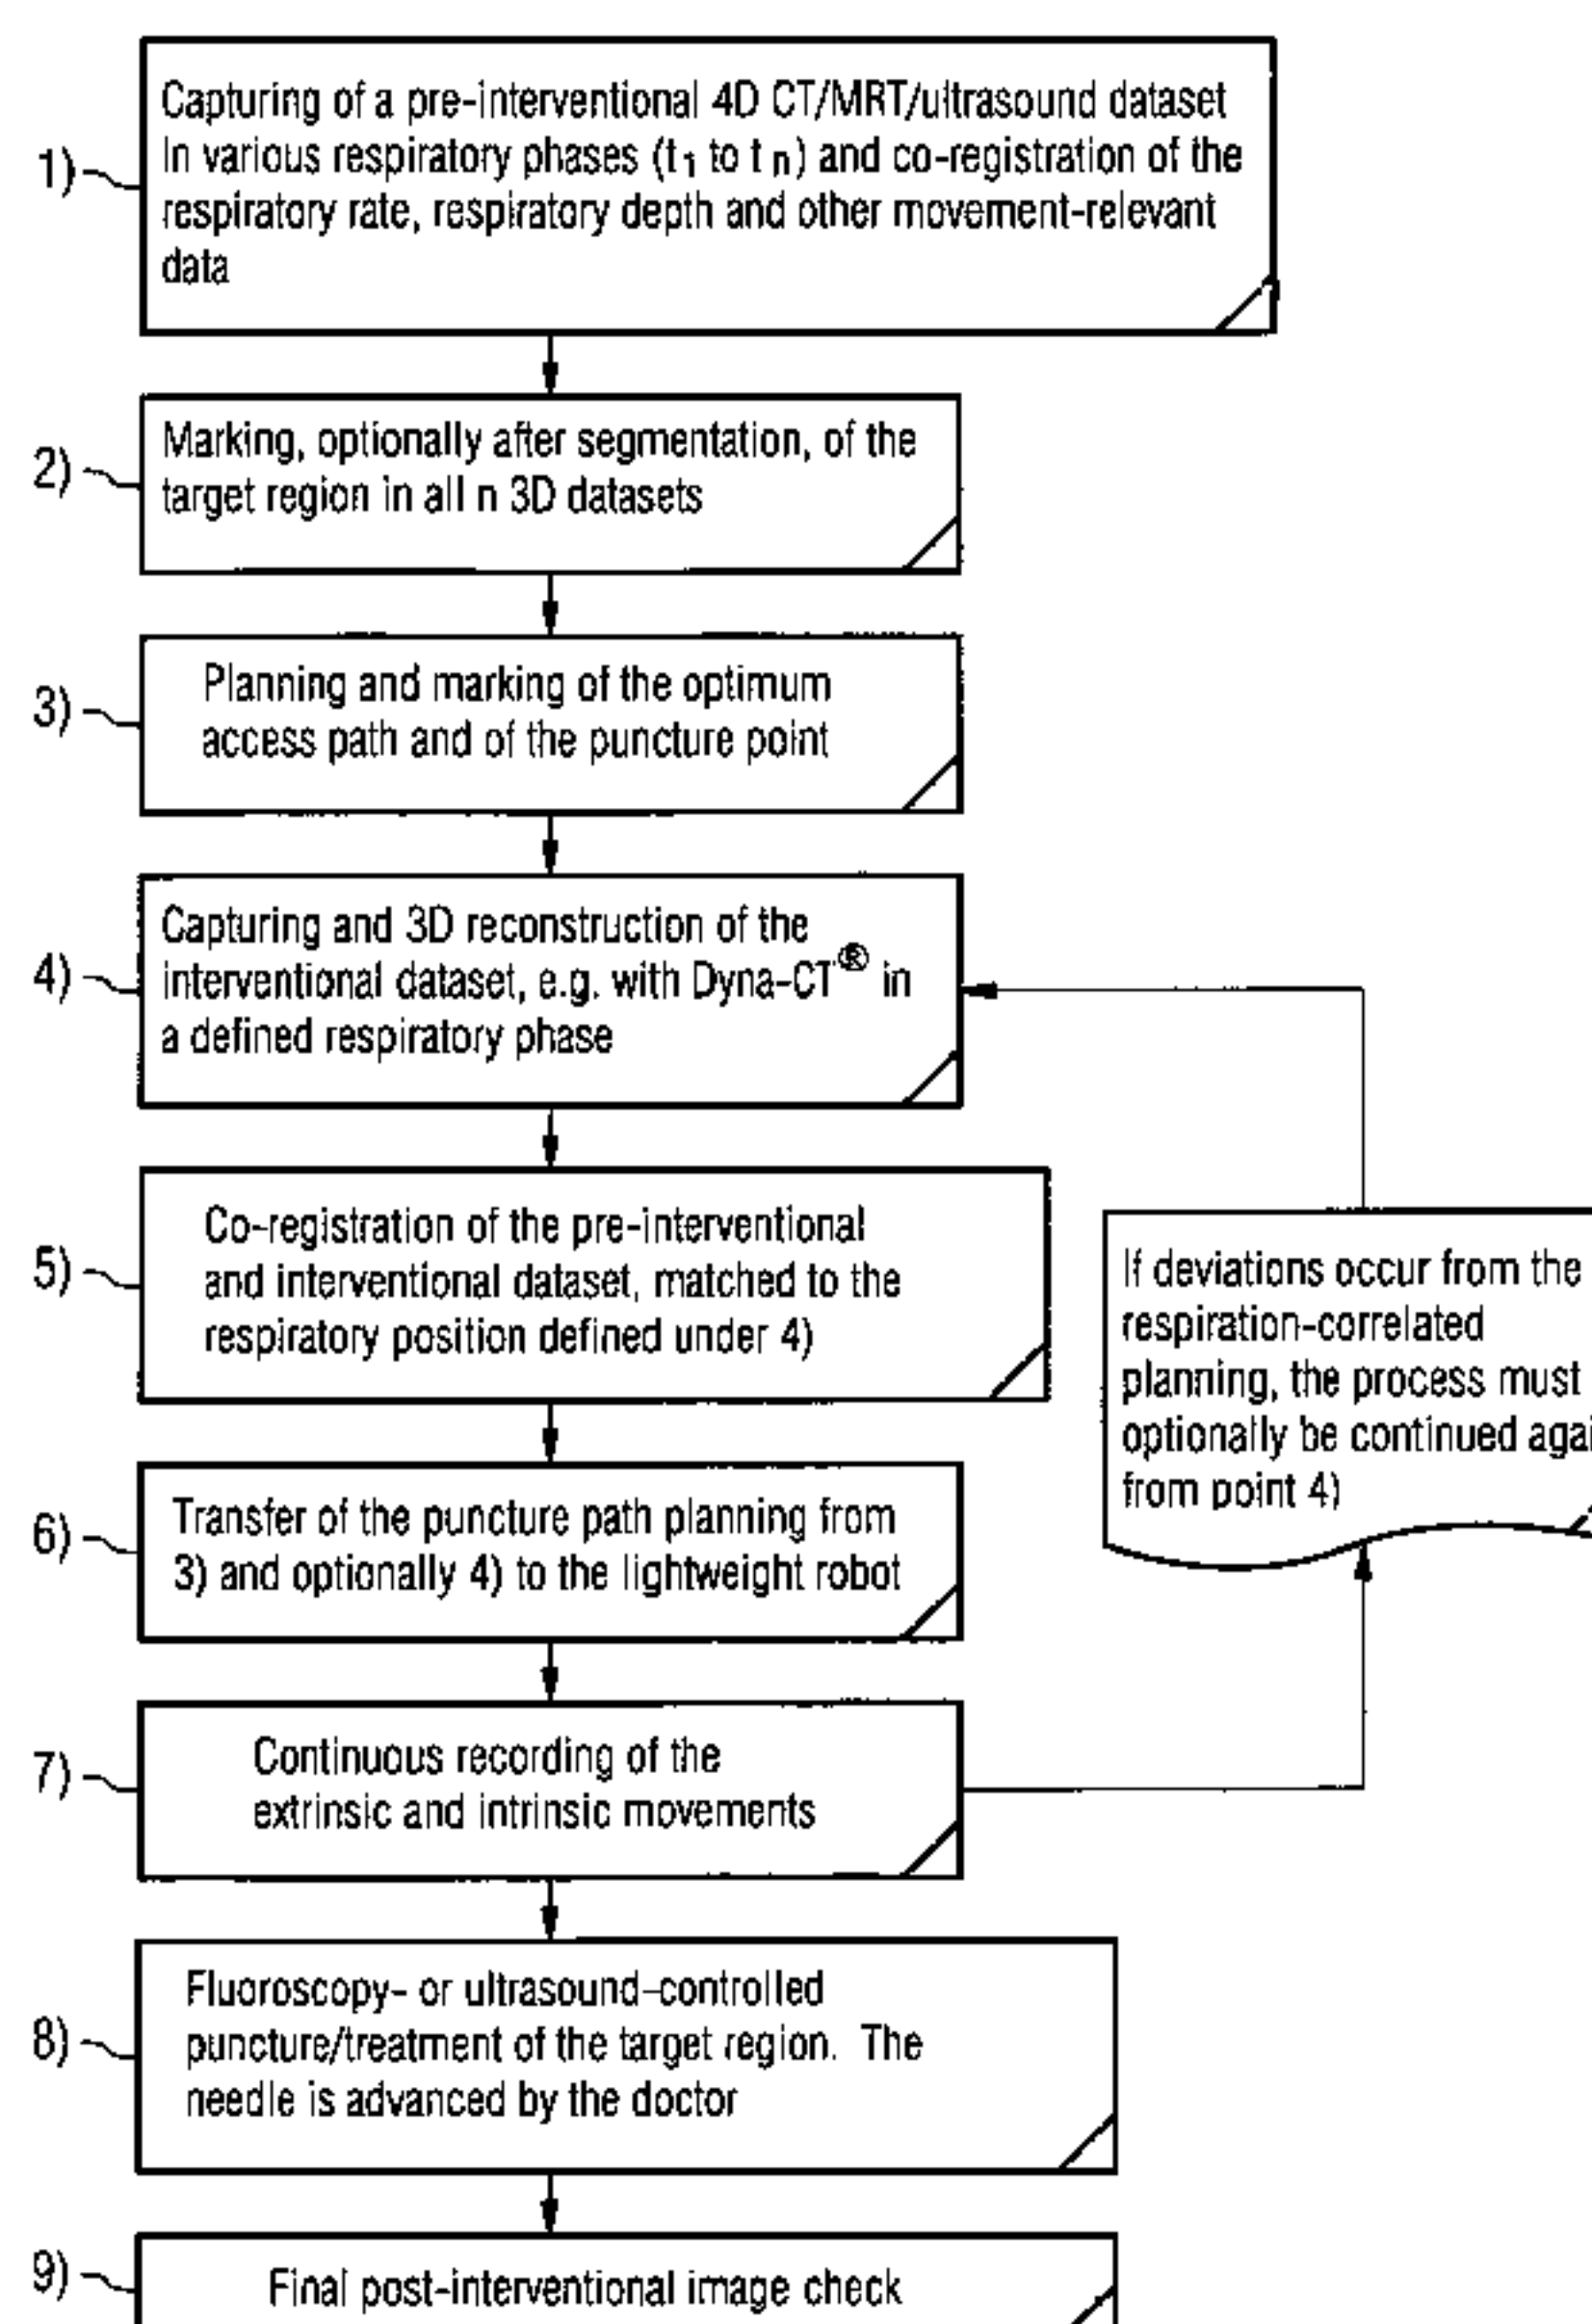 1)
Capturing of a pre-interventional 4D CT/MRT/ultrasound dataset
In various respiratory phases (t1 to tn) and co-registration of the
respiratory rate, respiratory depth and other movement-relevant
data
2)
Marking, optionally after segmentation, of the
target region in all n 3D datasets
3)
Planning and marking of the optimum
access path and of the puncture point
4)
Capturing and 3D reconstruction of the
interventional dataset, e.g. with Dyna-CT® in
a defined respiratory phase
5)
Co-registration of the pre-interventional
and interventional dataset, matched to the
respiratory position defined under 4)
If deviations occur from the
respiration-correlated
planning, the process must
optionally be continued
from point 4)
6)
Transfer of the puncture path planning from
3) and optionally 4) to the lightweight robot
7)
Continuous recording of the
extrinsic and intrinsic movements
8)
Fluoroscopy- or ultrasound-controlled
puncture/treatment of the target region. The
needle is advanced by the doctor
9)
Final post-interventional image check